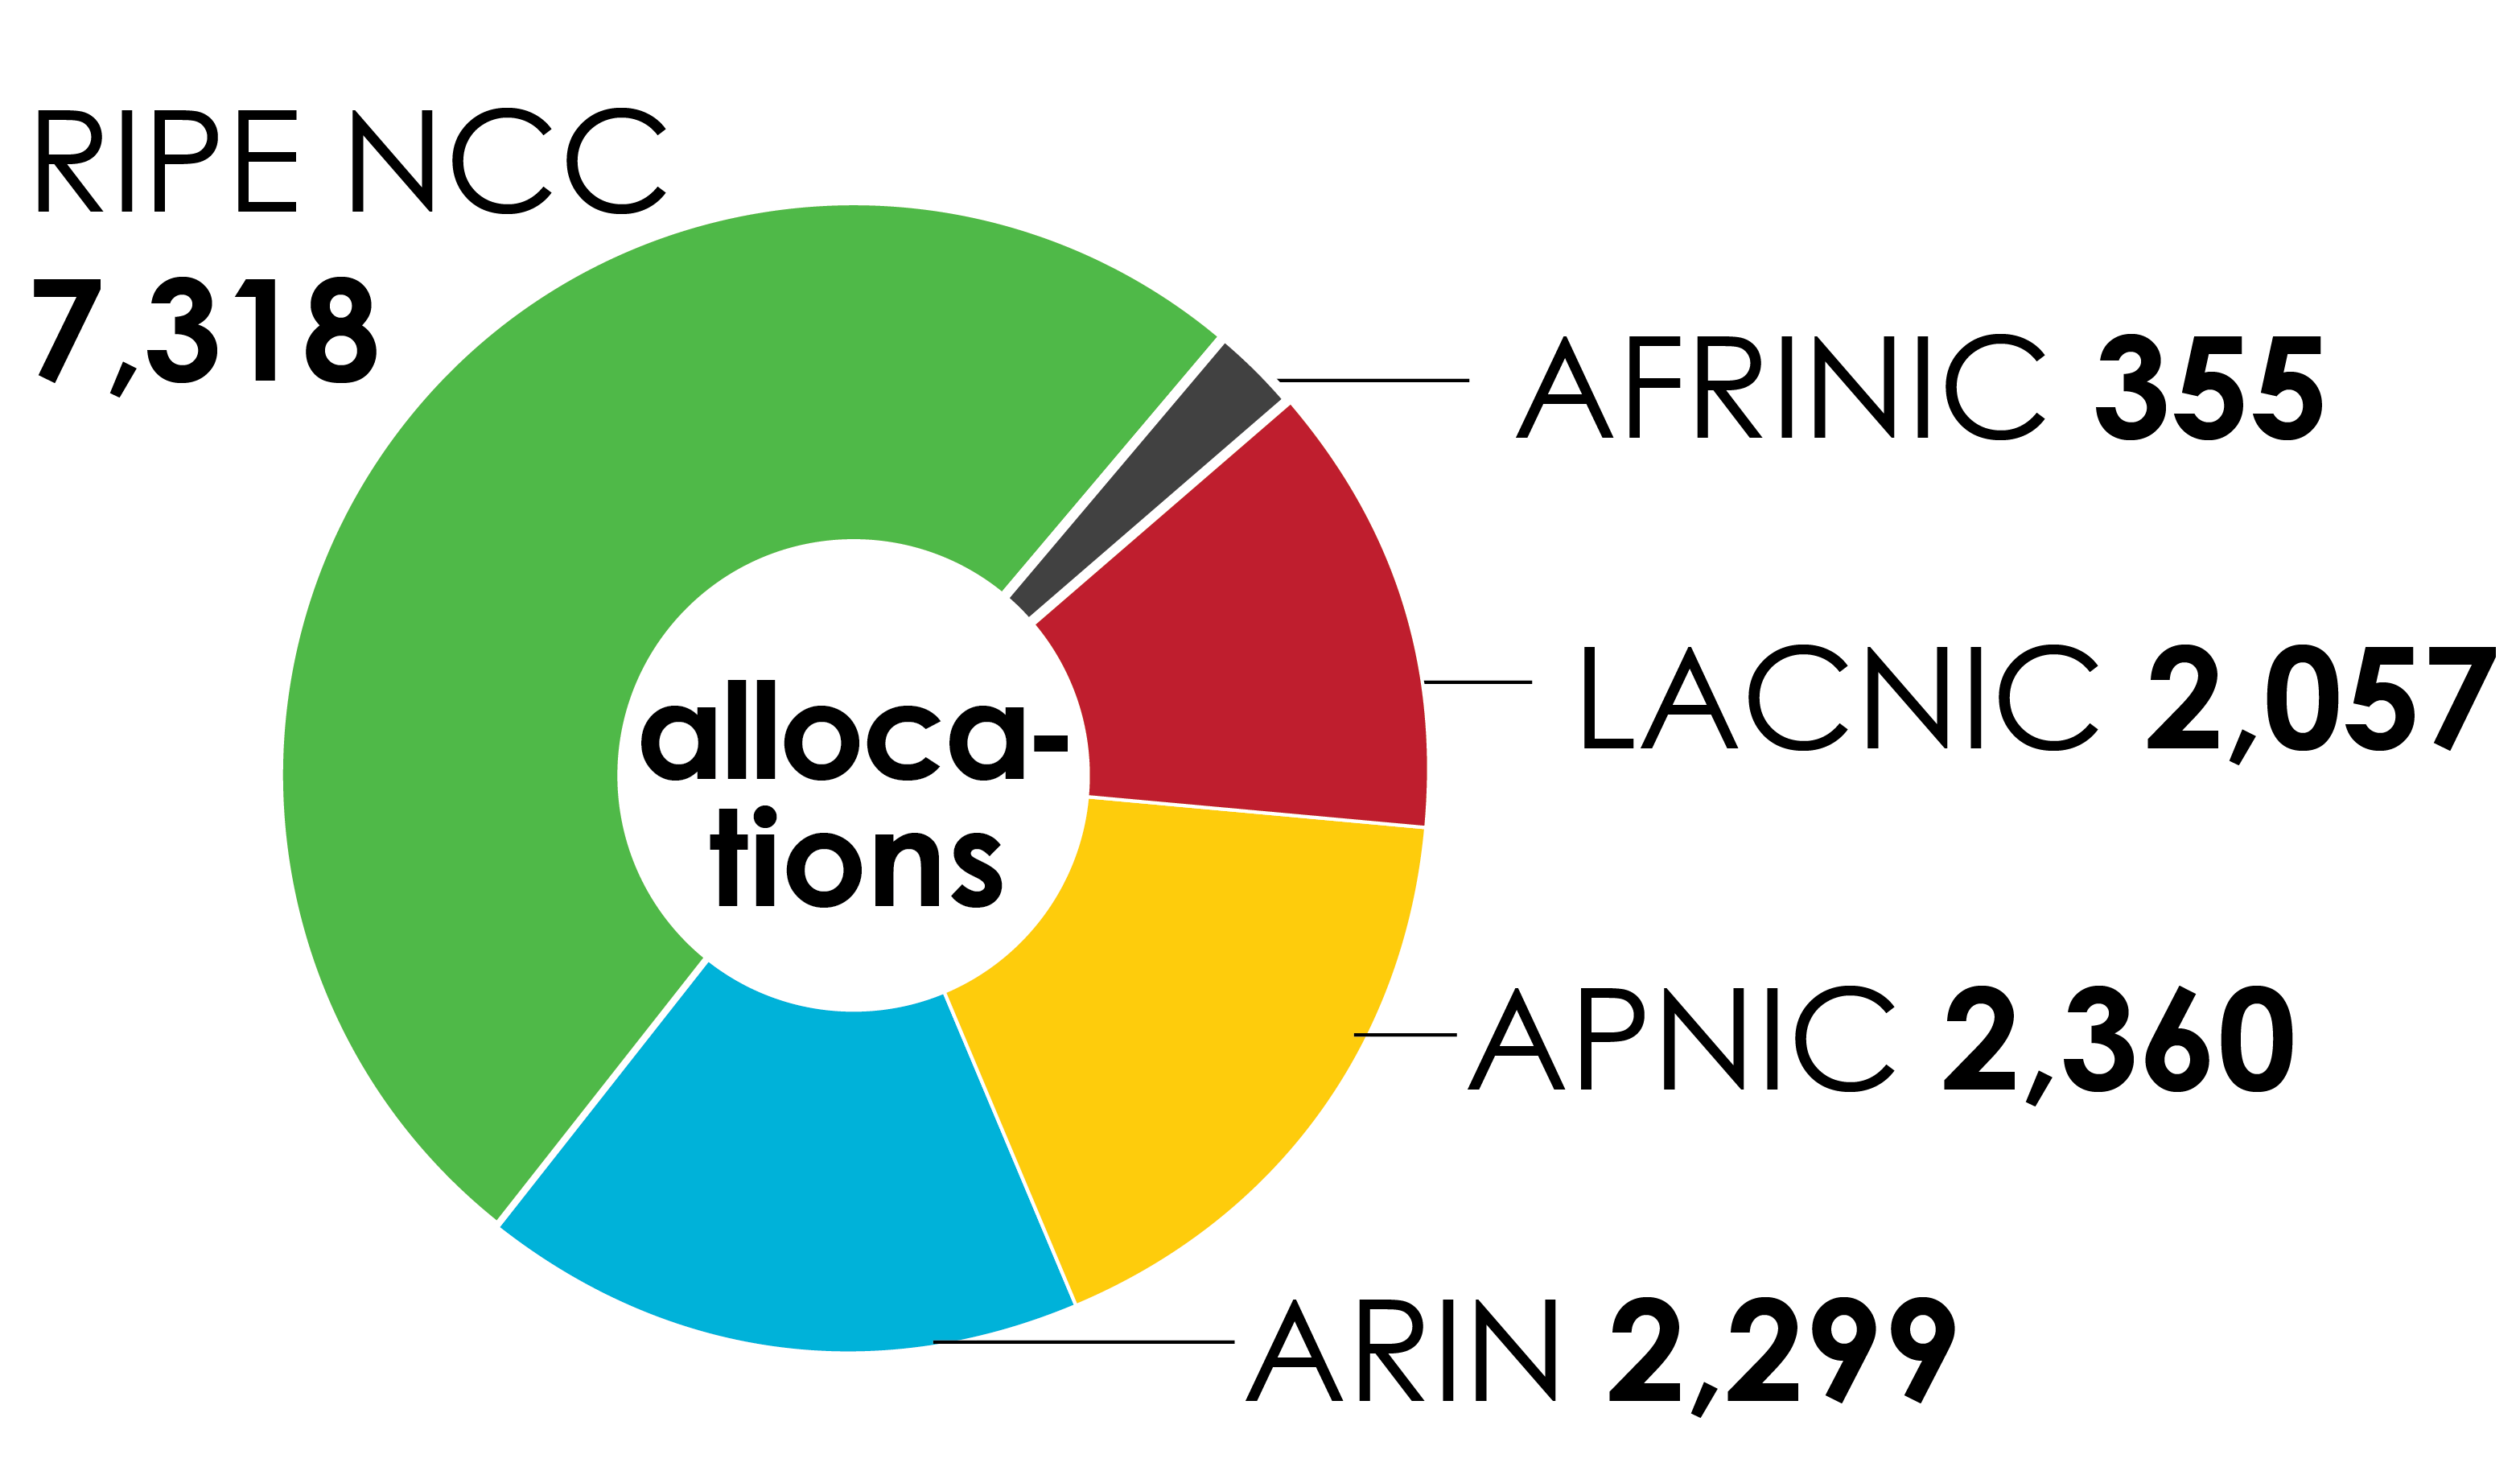 RIPE NCC
7,318
AFRINIC 355
LACNIC 2,057
alloca-
tions
APNIC 2,360
ARIN 2,299